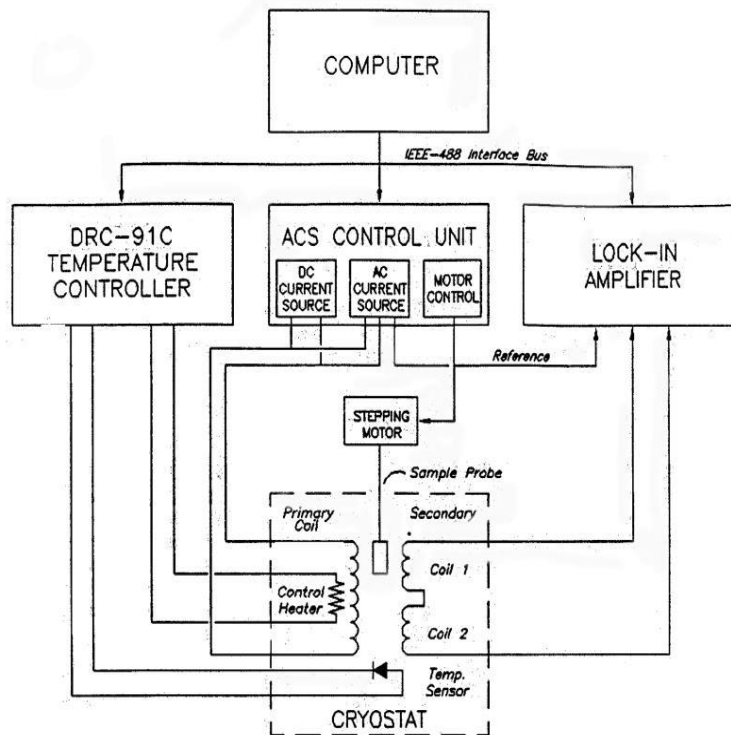 COMPUTER
IEEE-488 Interface Bus
DRC-91C
TEMPERATURE
CONTROLLER
ACS CONTROL UNIT
DC
CURRENT
SOURCE
AC
CURRENT
SOURCE
MOTOR
CONTROL
LOCK-IN
AMPLIFIER
Reference
STEPPING
MOTOR
Sample Probe
Primary
Coil
Secondary
Coil 1
Control
Heater
Coil 2
Temp.
Sensor
CRYOSTAT